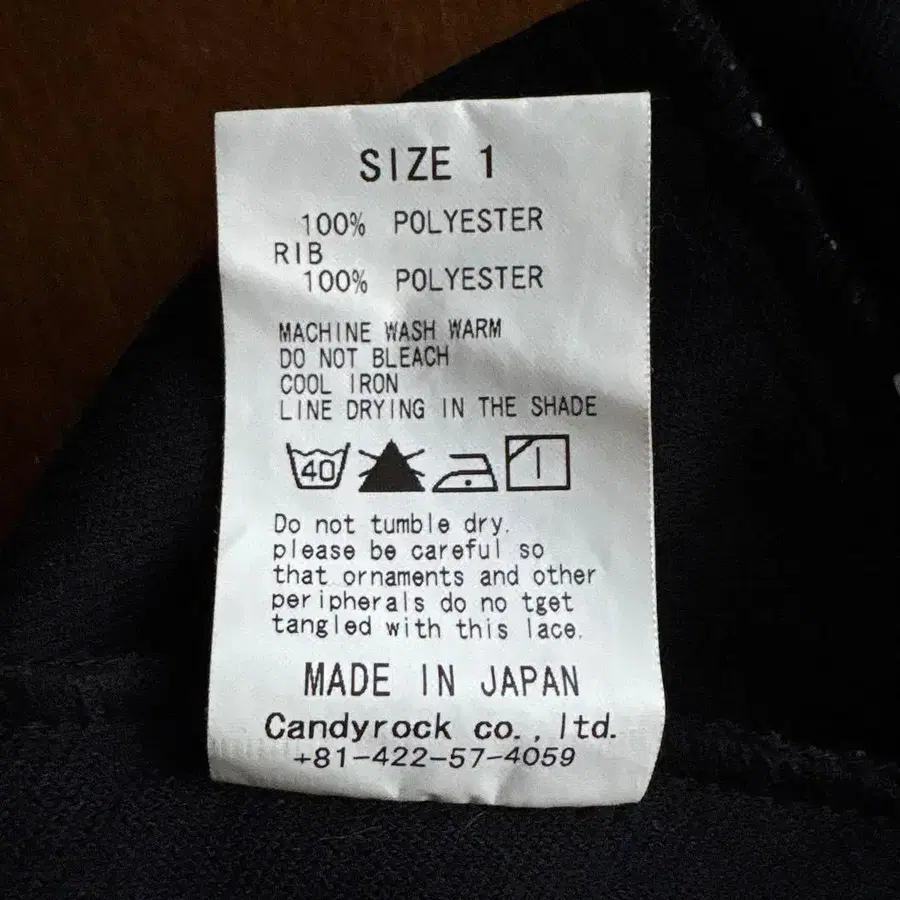 SIZE 1
100% POLYESTER
RIB
100% POLYESTER
MACHINE WASH WARM
DO NOT BLEACH
COOL IRON
LINE DRYING IN THE SHADE
40
Do not tumble dry.
please be careful so
that ornaments and other
peripherals do no tget
tangled with this lace.
MADE IN JAPAN
Candyrock co., ltd.
+81-422-57-4059